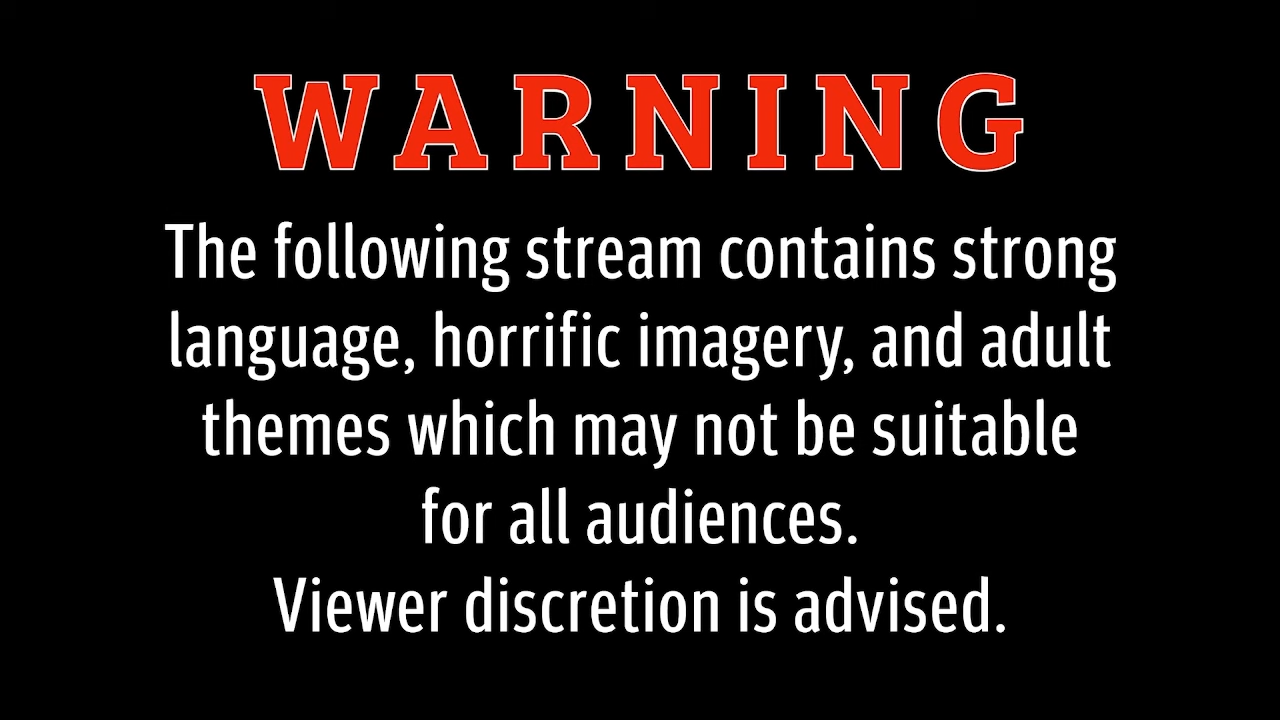 WARNING
The following stream contains strong
language, horrific imagery, and adult
themes which may not be suitable
for all audiences.
Viewer discretion is advised.